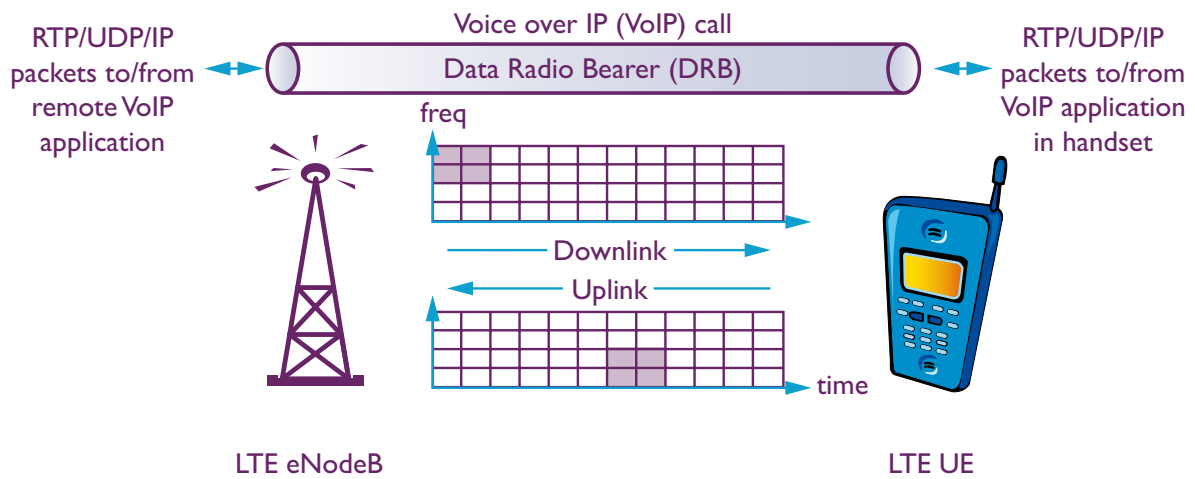 Voice over IP (VoIP) call
RTP/UDP/IP
packets to/from
remote VoIP
application
Data Radio Bearer (DRB)
RTP/UDP/IP
packets to/from
VoIP application
in handset
freq
Downlink
Uplink
time
LTE eNodeB
LTE UE